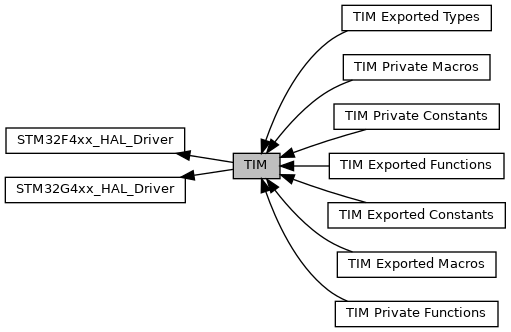 TIM Exported Types
TIM Private Macros
TIM Private Constants
STM32F4xx_HAL_Driver
TIM
TIM Exported Functions
STM32G4xx_HAL_Driver
TIM Exported Constants
TIM Exported Macros
TIM Private Functions